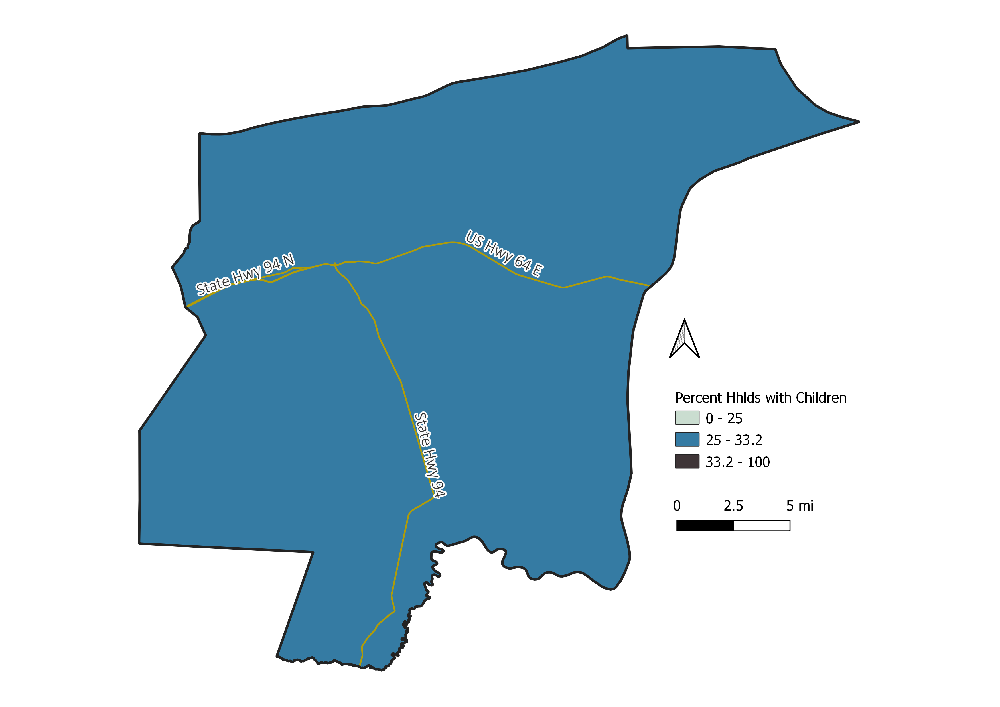 State Hwy 94 N
Us Hwy 64 E
State Hwy 94
Percent Hhlds with Children
0 - 25
25 - 33.2
33.2 - 100
0 2.5 5 mi